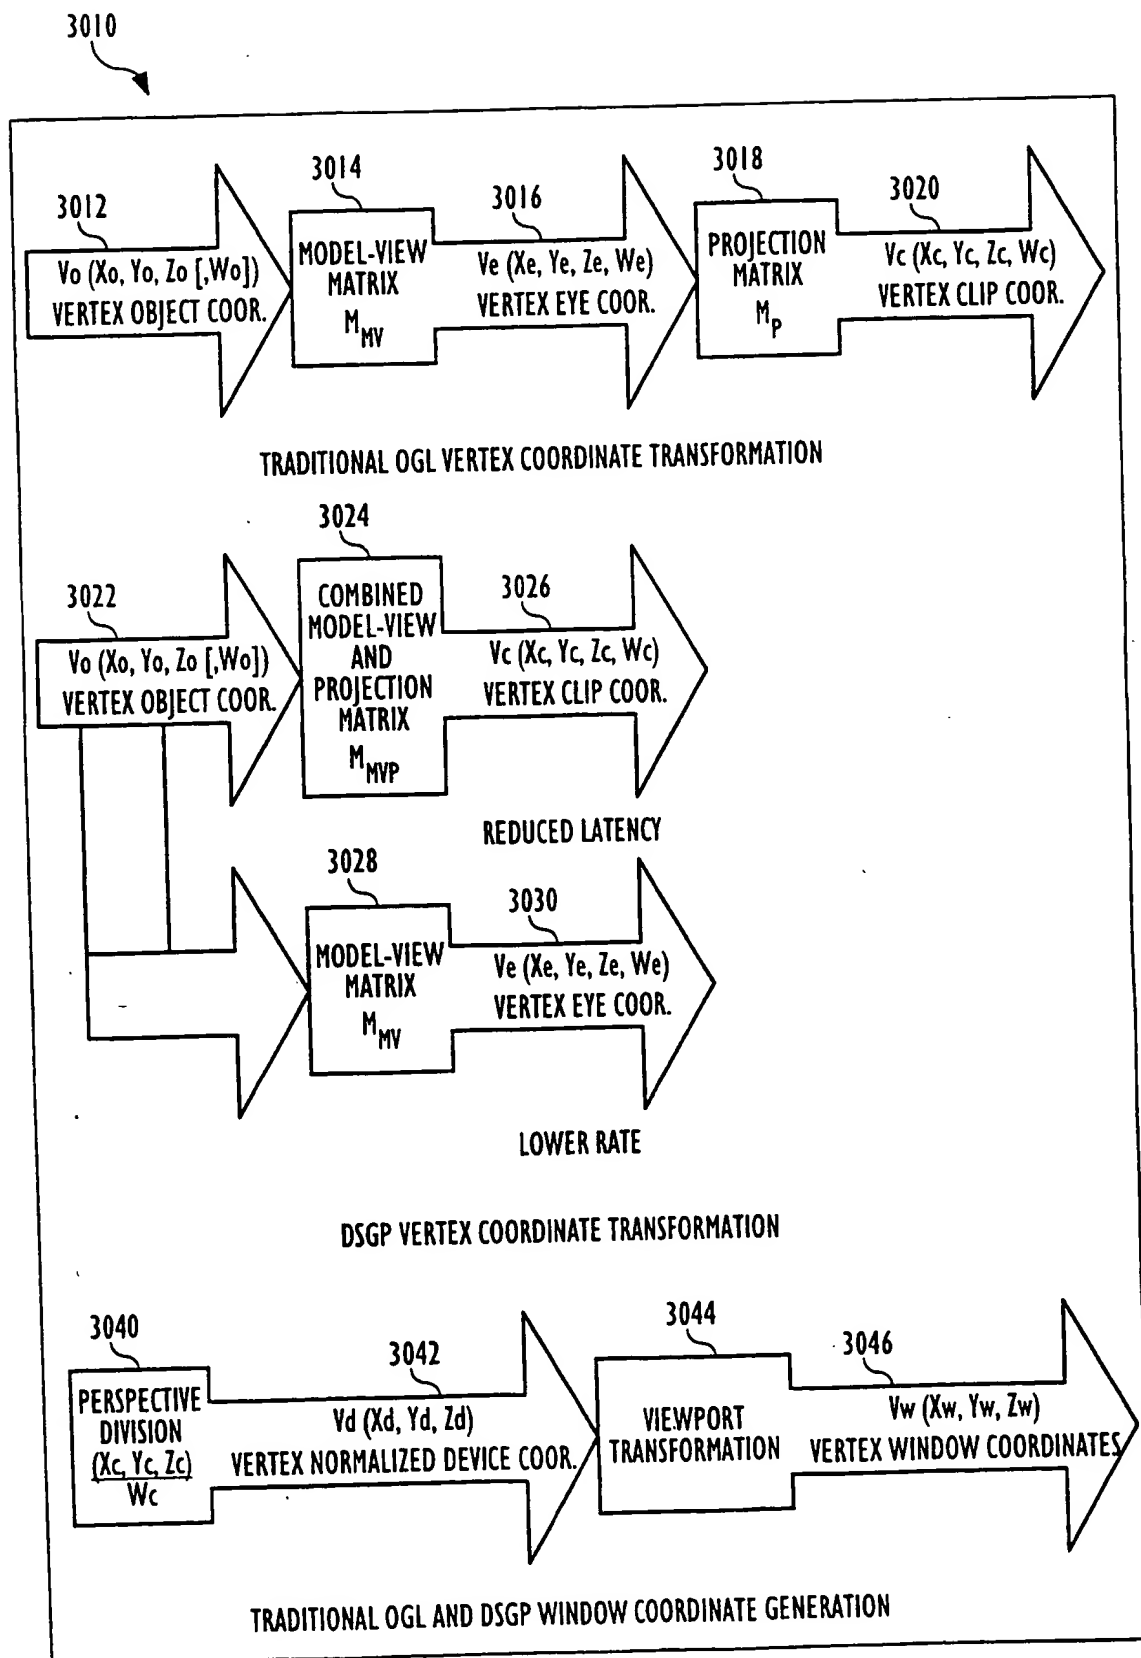 3010
3012
3014
3016
3018
3020
Vo (Xo, Yo, Zo [,Wo])
VERTEX OBJECT COOR.
MODEL-VIEW
MATRIX
M_MV
Ve (Xe, Ye, Ze, We)
VERTEX EYE COOR.
PROJECTION
MATRIX
M_P
Vc (Xc, Yc, Zc, Wc)
VERTEX CLIP COOR.
TRADITIONAL OGL VERTEX COORDINATE TRANSFORMATION
3022
3024
3026
Vo (Xo, Yo, Zo [,Wo])
VERTEX OBJECT COOR.
COMBINED
MODEL-VIEW
AND
PROJECTION
MATRIX
M_MVP
Vc (Xc, Yc, Zc, Wc)
VERTEX CLIP COOR.
REDUCED LATENCY
3028
3030
MODEL-VIEW
MATRIX
M_MV
Ve (Xe, Ye, Ze, We)
VERTEX EYE COOR.
LOWER RATE
DSGP VERTEX COORDINATE TRANSFORMATION
3040
3042
3044
3046
PERSPECTIVE
DIVISION
(Xc, Yc, Zc)
Wc
Vd (Xd, Yd, Zd)
VERTEX NORMALIZED DEVICE COOR.
VIEWPORT
TRANSFORMATION
Vw (Xw, Yw, Zw)
VERTEX WINDOW COORDINATES
TRADITIONAL OGL AND DSGP WINDOW COORDINATE GENERATION